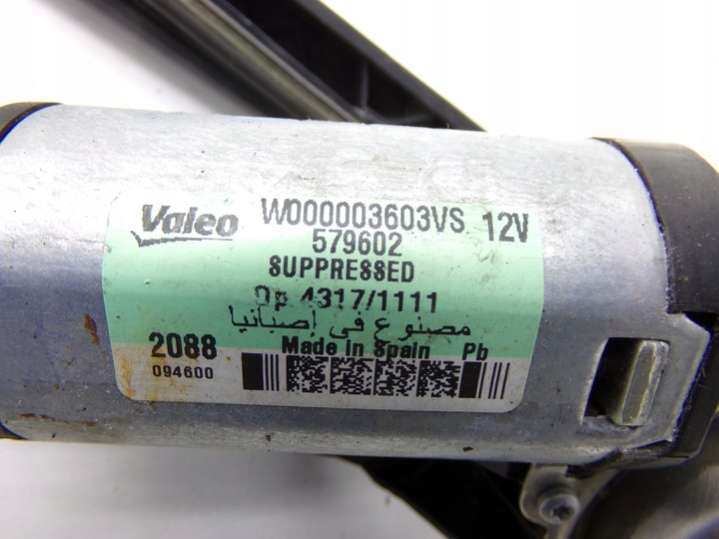 Valeo W000003603VS 12V
579602
SUPPRESSED
Op 4317/1111
مصنوع في إصبانيا
2088 Made in Spain Pb
094600